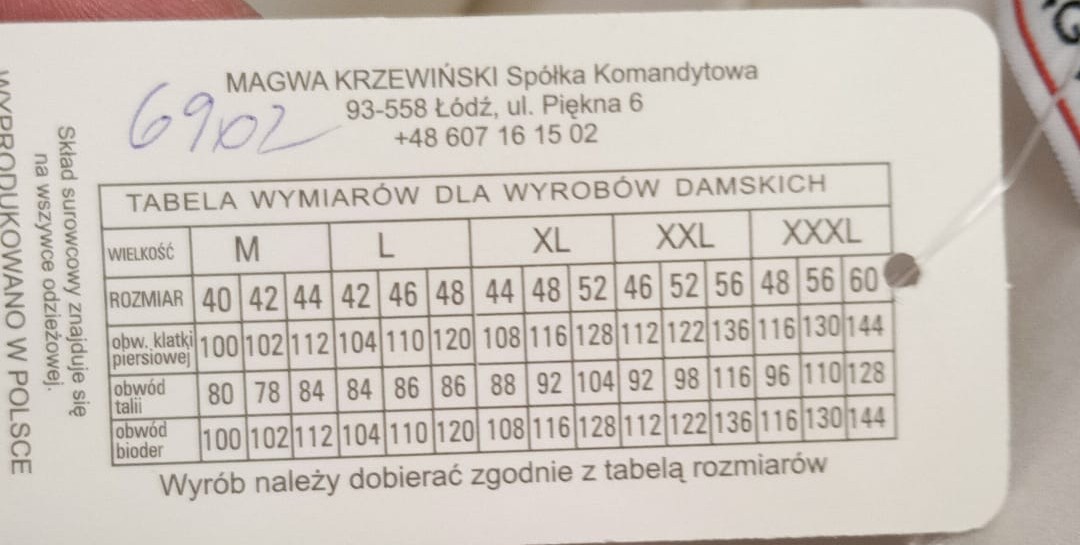 MAGWA KRZEWIŃSKI Spółka Komandytowa
93-558 Łódź, ul. Piękna 6
+48 607 16 15 02
TABELA WYMIARÓW DLA WYROBÓW DAMSKICH
WIELKOŚĆ M L XL XXL XXXL
ROZMIAR 40 42 44 42 46 48 44 48 52 46 52 56 48 56 60
obw. klatki piersiowej 100 102 112 104 110 120 108 116 128 112 122 136 116 130 144
obwód talii 80 78 84 84 86 86 88 92 104 92 98 116 96 110 128
obwód bioder 100 102 112 104 110 120 108 116 128 112 122 136 116 130 144
Wyrób należy dobierać zgodnie z tabelą rozmiarów
Skład surowcowy znajduje się
na wszywce odzieżowej.
WYPRODUKOWANO W POLSCE